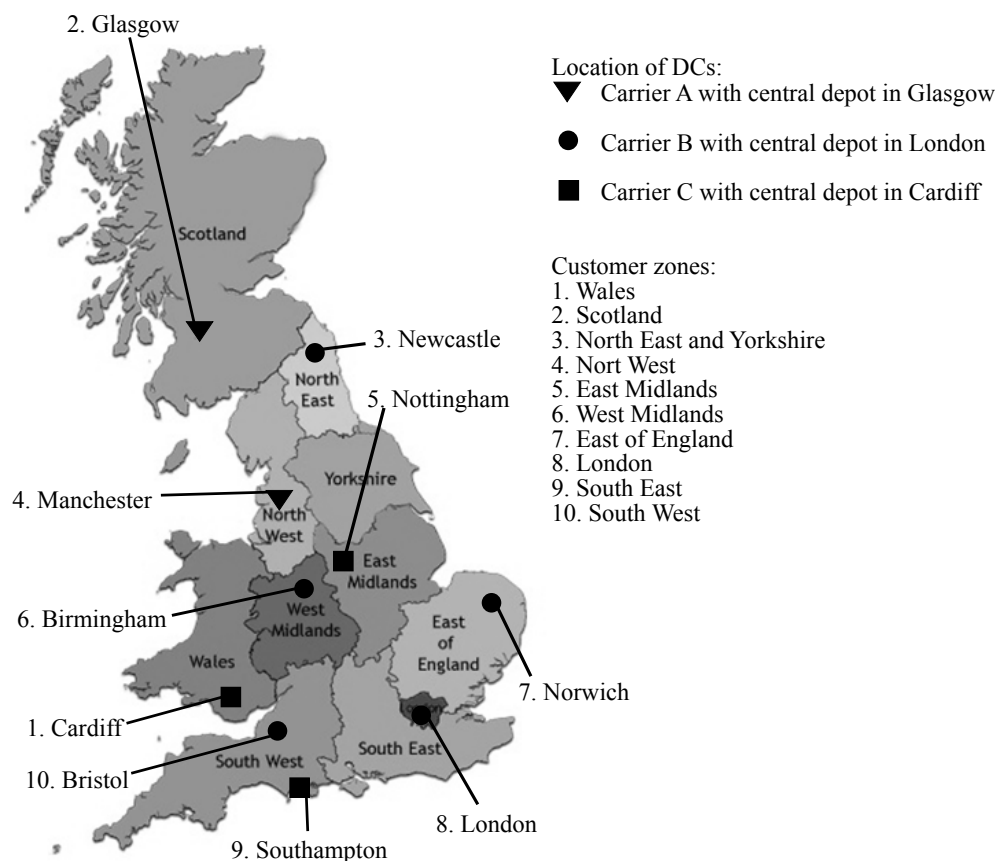 2. Glasgow
Location of DCs:
Carrier A with central depot in Glasgow
Carrier B with central depot in London
Carrier C with central depot in Cardiff
Scotland
Customer zones:
1. Wales
2. Scotland
3. North East and Yorkshire
4. Nort West
5. East Midlands
6. West Midlands
7. East of England
8. London
9. South East
10. South West
3. Newcastle
North
East
5. Nottingham
Yorkshire
4. Manchester
North
West
East
Midlands
6. Birmingham
West
Midlands
East
of
England
Wales
7. Norwich
1. Cardiff
South East
South West
10. Bristol
8. London
9. Southampton